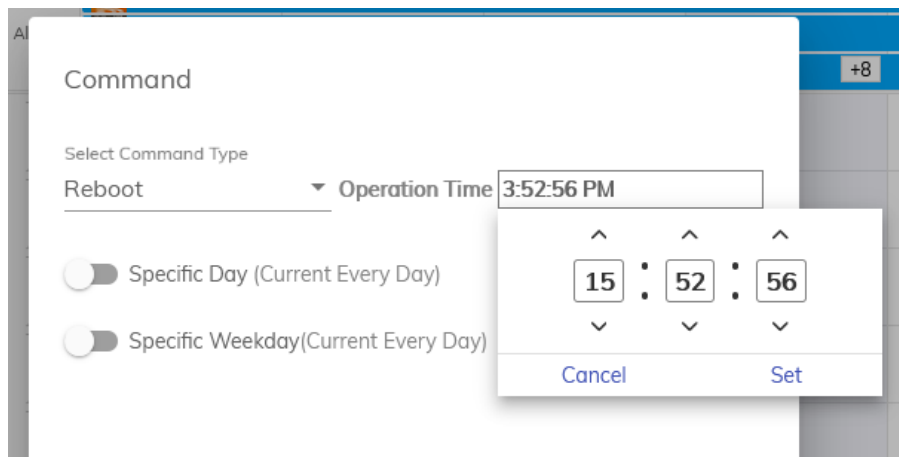 Al
+8
Command
Select Command Type
Reboot
Operation Time 3:52:56 PM
15 : 52 : 56
Specific Day (Current Every Day)
Specific Weekday(Current Every Day)
Cancel Set